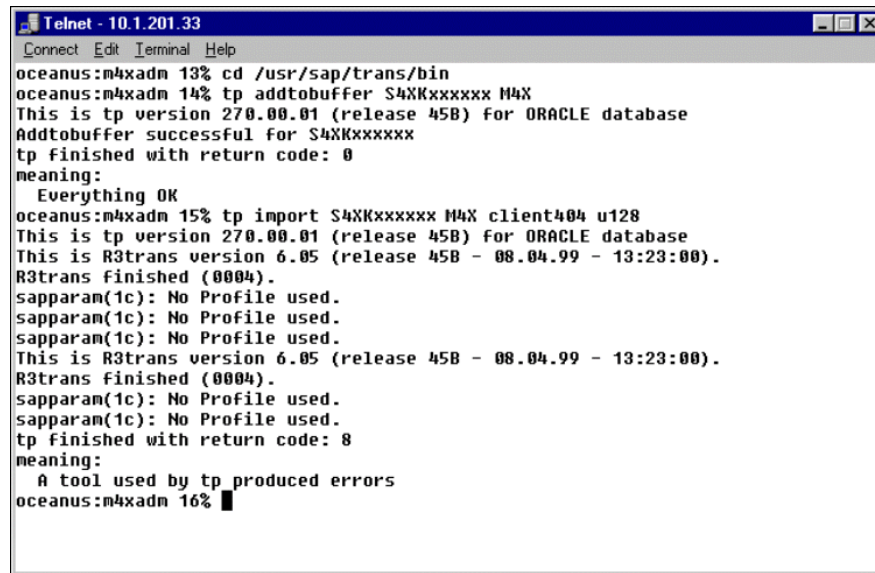 Telnet - 10.1.201.33
Connect Edit Terminal Help
oceanus:m4xadm 13% cd /usr/sap/trans/bin
oceanus:m4xadm 14% tp addtobuffer S4XKxxxxxx M4X
This is tp version 270.00.01 (release 45B) for ORACLE database
Addtobuffer successful for S4XKxxxxxx
tp finished with return code: 0
meaning:
  Everything OK
oceanus:m4xadm 15% tp import S4XKxxxxxx M4X client404 u128
This is tp version 270.00.01 (release 45B) for ORACLE database
This is R3trans version 6.05 (release 45B - 08.04.99 - 13:23:00).
R3trans finished (0004).
sapparam(1c): No Profile used.
sapparam(1c): No Profile used.
sapparam(1c): No Profile used.
This is R3trans version 6.05 (release 45B - 08.04.99 - 13:23:00).
R3trans finished (0004).
sapparam(1c): No Profile used.
sapparam(1c): No Profile used.
tp finished with return code: 8
meaning:
  A tool used by tp produced errors
oceanus:m4xadm 16%